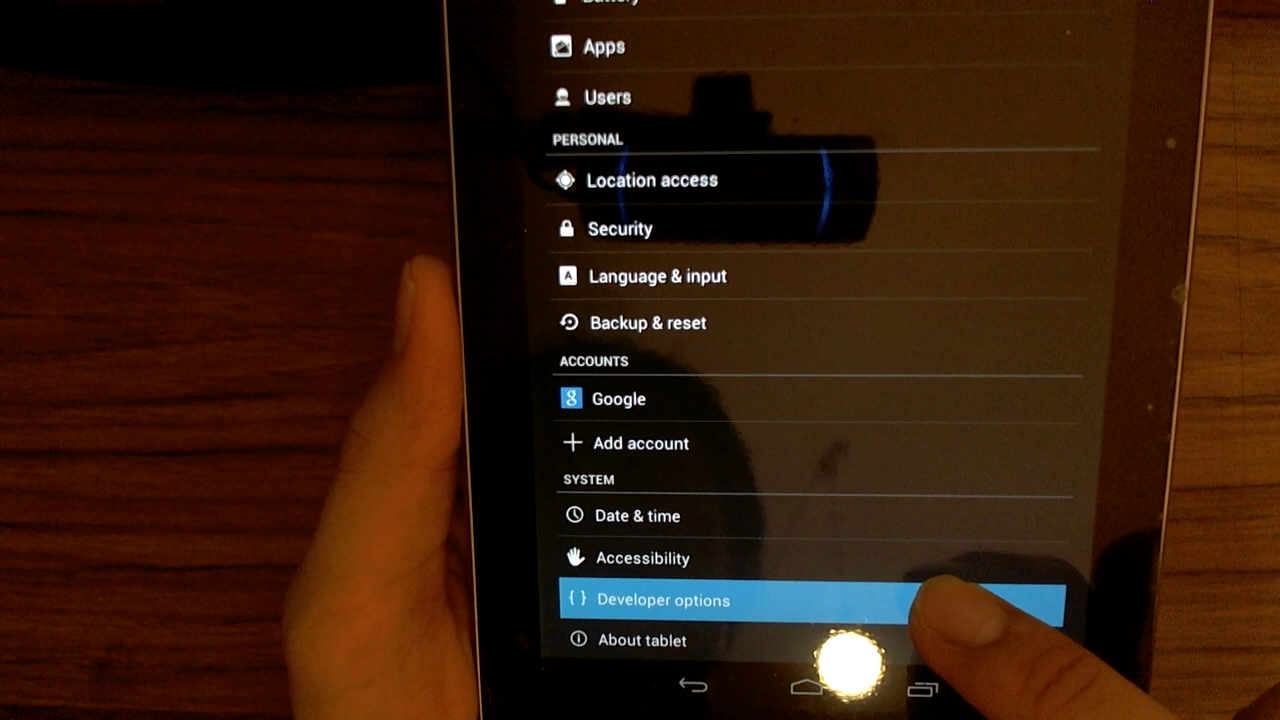 Battery
Apps
Users
PERSONAL
Location access
Security
A Language & input
Backup & reset
ACCOUNTS
g Google
Add account
SYSTEM
Date & time
Accessibility
{ } Developer options
About tablet